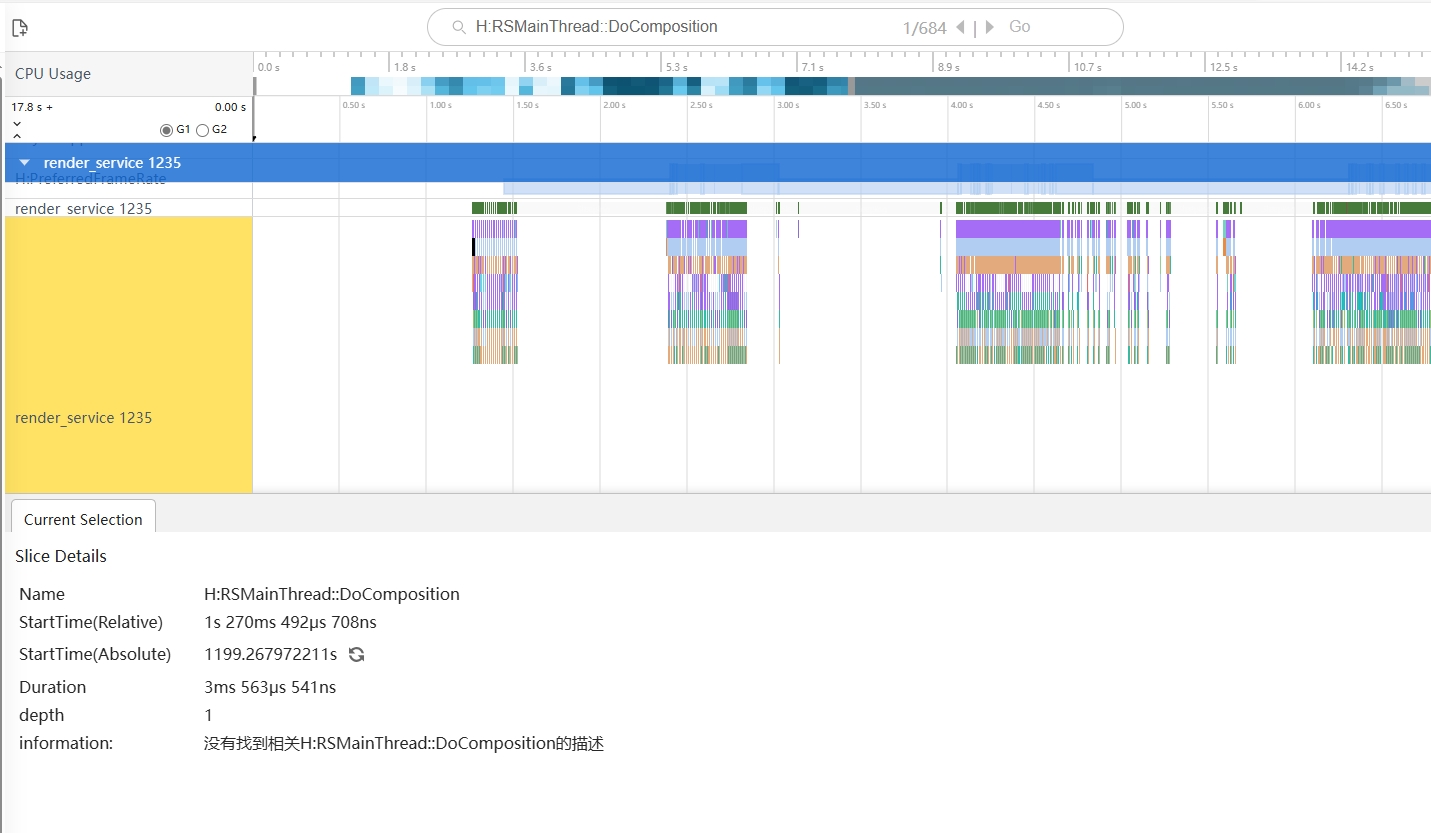 H:RSMainThread::DoComposition 1/684 | Go
CPU Usage
0.0 s 1.8 s 3.6 s 5.3 s 7.1 s 8.9 s 10.7 s 12.5 s 14.2 s
17.8 s + 0.00 s
0.50 s 1.00 s 1.50 s 2.00 s 2.50 s 3.00 s 3.50 s 4.00 s 4.50 s 5.00 s 5.50 s 6.00 s 6.50 s
G1 G2
render_service 1235
H:PreferredFrameRate
render_service 1235
render_service 1235
Current Selection
Slice Details
Name H:RSMainThread::DoComposition
StartTime(Relative) 1s 270ms 492μs 708ns
StartTime(Absolute) 1199.267972211s
Duration 3ms 563μs 541ns
depth 1
information: 没有找到相关H:RSMainThread::DoComposition的描述